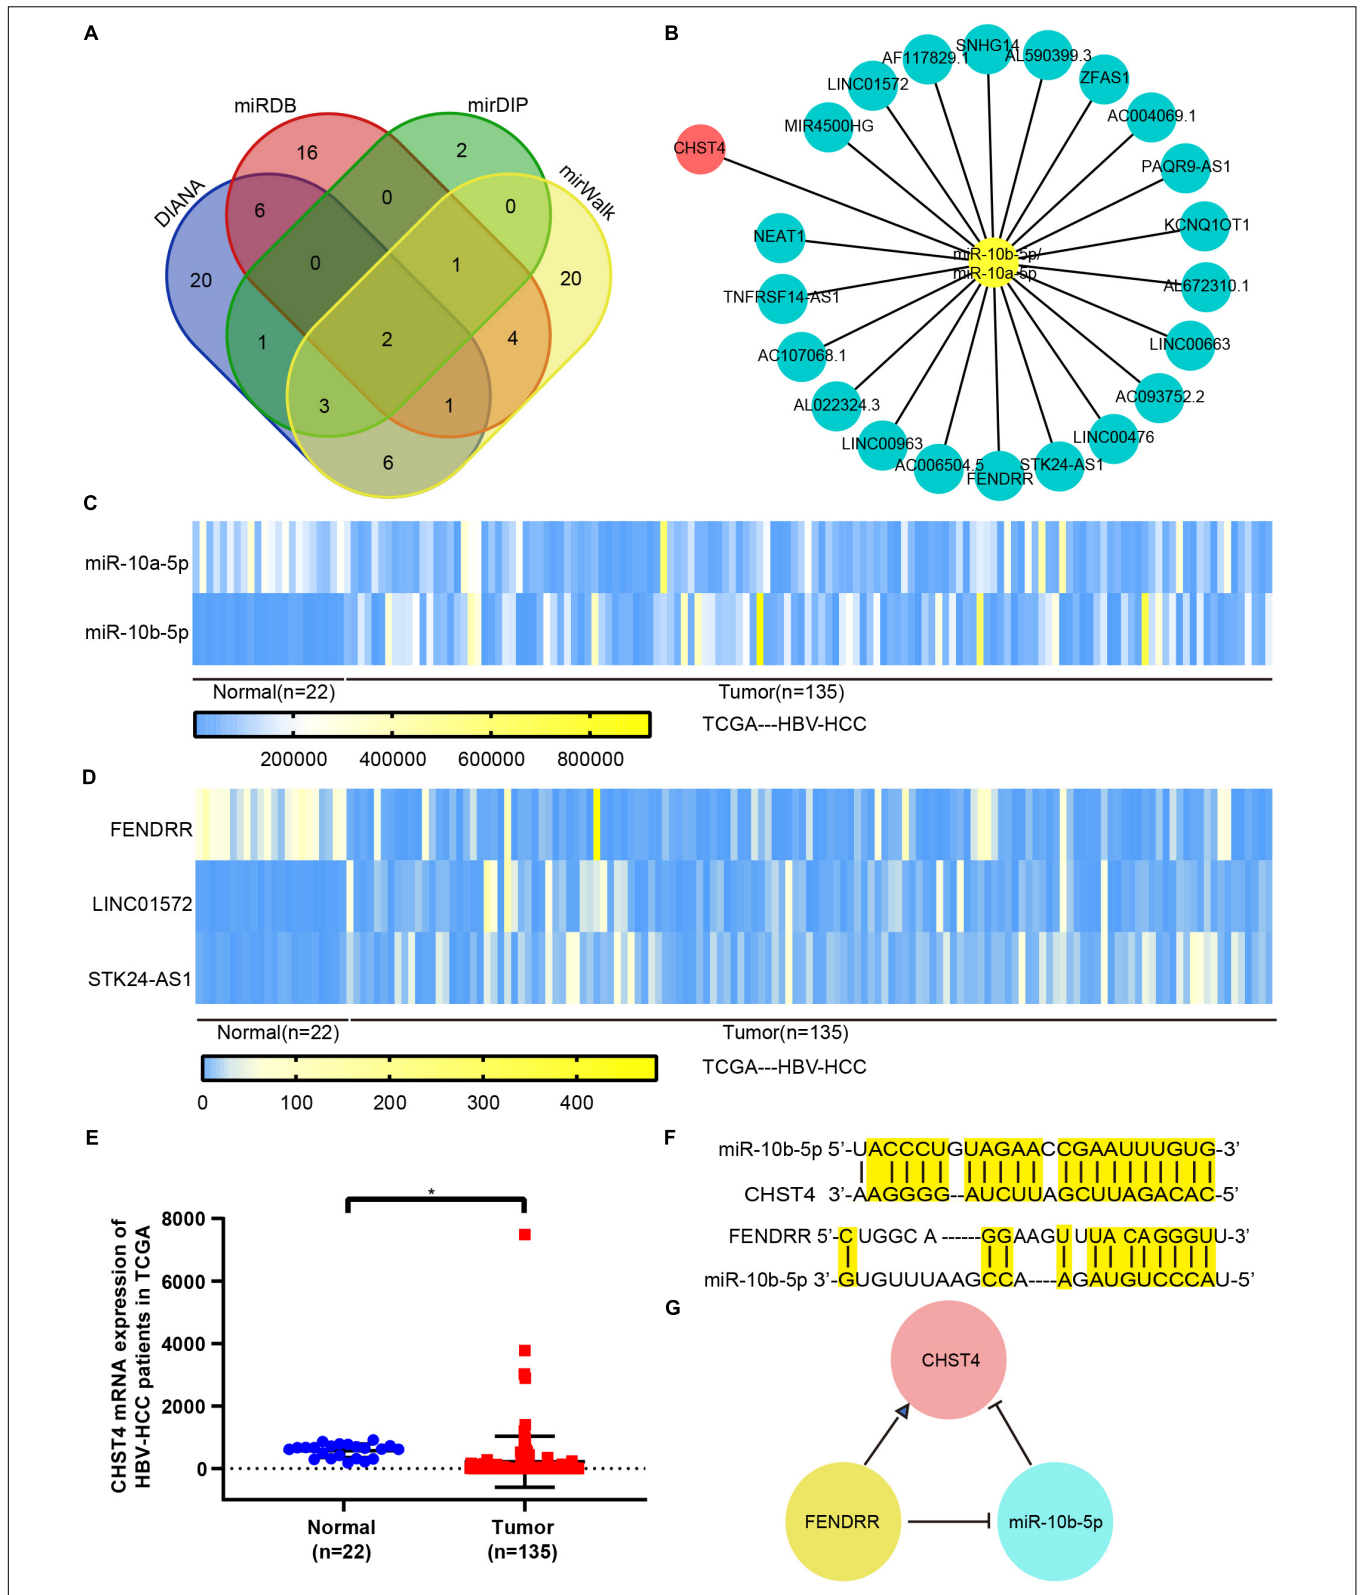 A
miRDB
mirDIP
DIANA
mirWalk
16
2
6
0
0
20
0
1
20
1
2
4
3
1
6
B
SNHG14
AF117829.1
AL590399.3
LINC01572
ZFAS1
MIR4500HG
AC004069.1
CHST4
PAQR9-AS1
NEAT1
KCNQ1OT1
miR-10b-5p/
miR-10a-5p
TNFRSF14-AS1
AL672310.1
AC107068.1
LINC00663
AL022324.3
AC093752.2
LINC00963
LINC00476
AC006504.5
FENDRR
STK24-AS1
C
miR-10a-5p
miR-10b-5p
Normal(n=22)
Tumor(n=135)
TCGA---HBV-HCC
200000 400000 600000 800000
D
FENDRR
LINC01572
STK24-AS1
Normal(n=22)
Tumor(n=135)
TCGA---HBV-HCC
0 100 200 300 400
E
CHST4 mRNA expression of
HBV-HCC patients in TCGA
*
8000
6000
4000
2000
0
Normal
(n=22)
Tumor
(n=135)
F
miR-10b-5p 5’-UACCCUGUAGAACCGAAUUUGUG-3’
CHST4 3’-AAGGGG--AUCUUAGCUUAGACAC-5’
FENDRR 5’-C UGGCA ------GGAAGU UUA CAGGGUU-3’
miR-10b-5p 3’-GUGUUUAAGCCA----AGAUGUCCCAU-5’
G
CHST4
FENDRR
miR-10b-5p